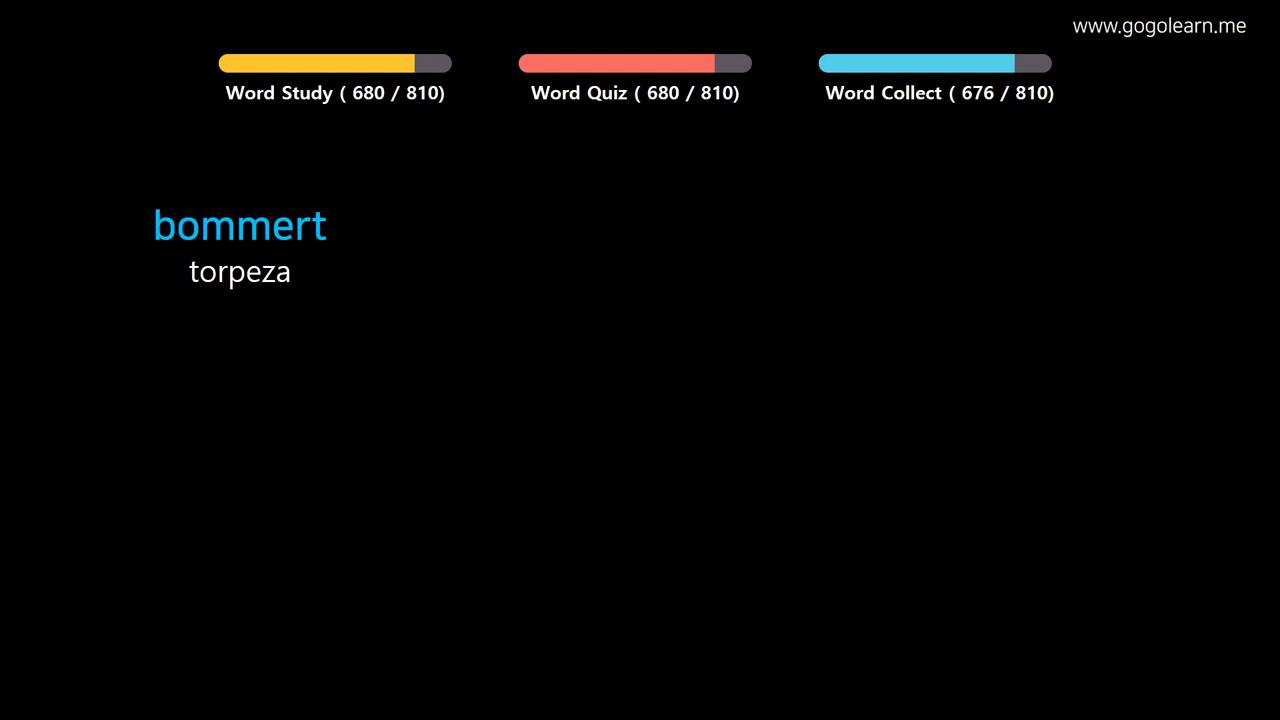 www.gogolearn.me
Word Study ( 680 / 810)
Word Quiz ( 680 / 810)
Word Collect ( 676 / 810)
bommert
torpeza